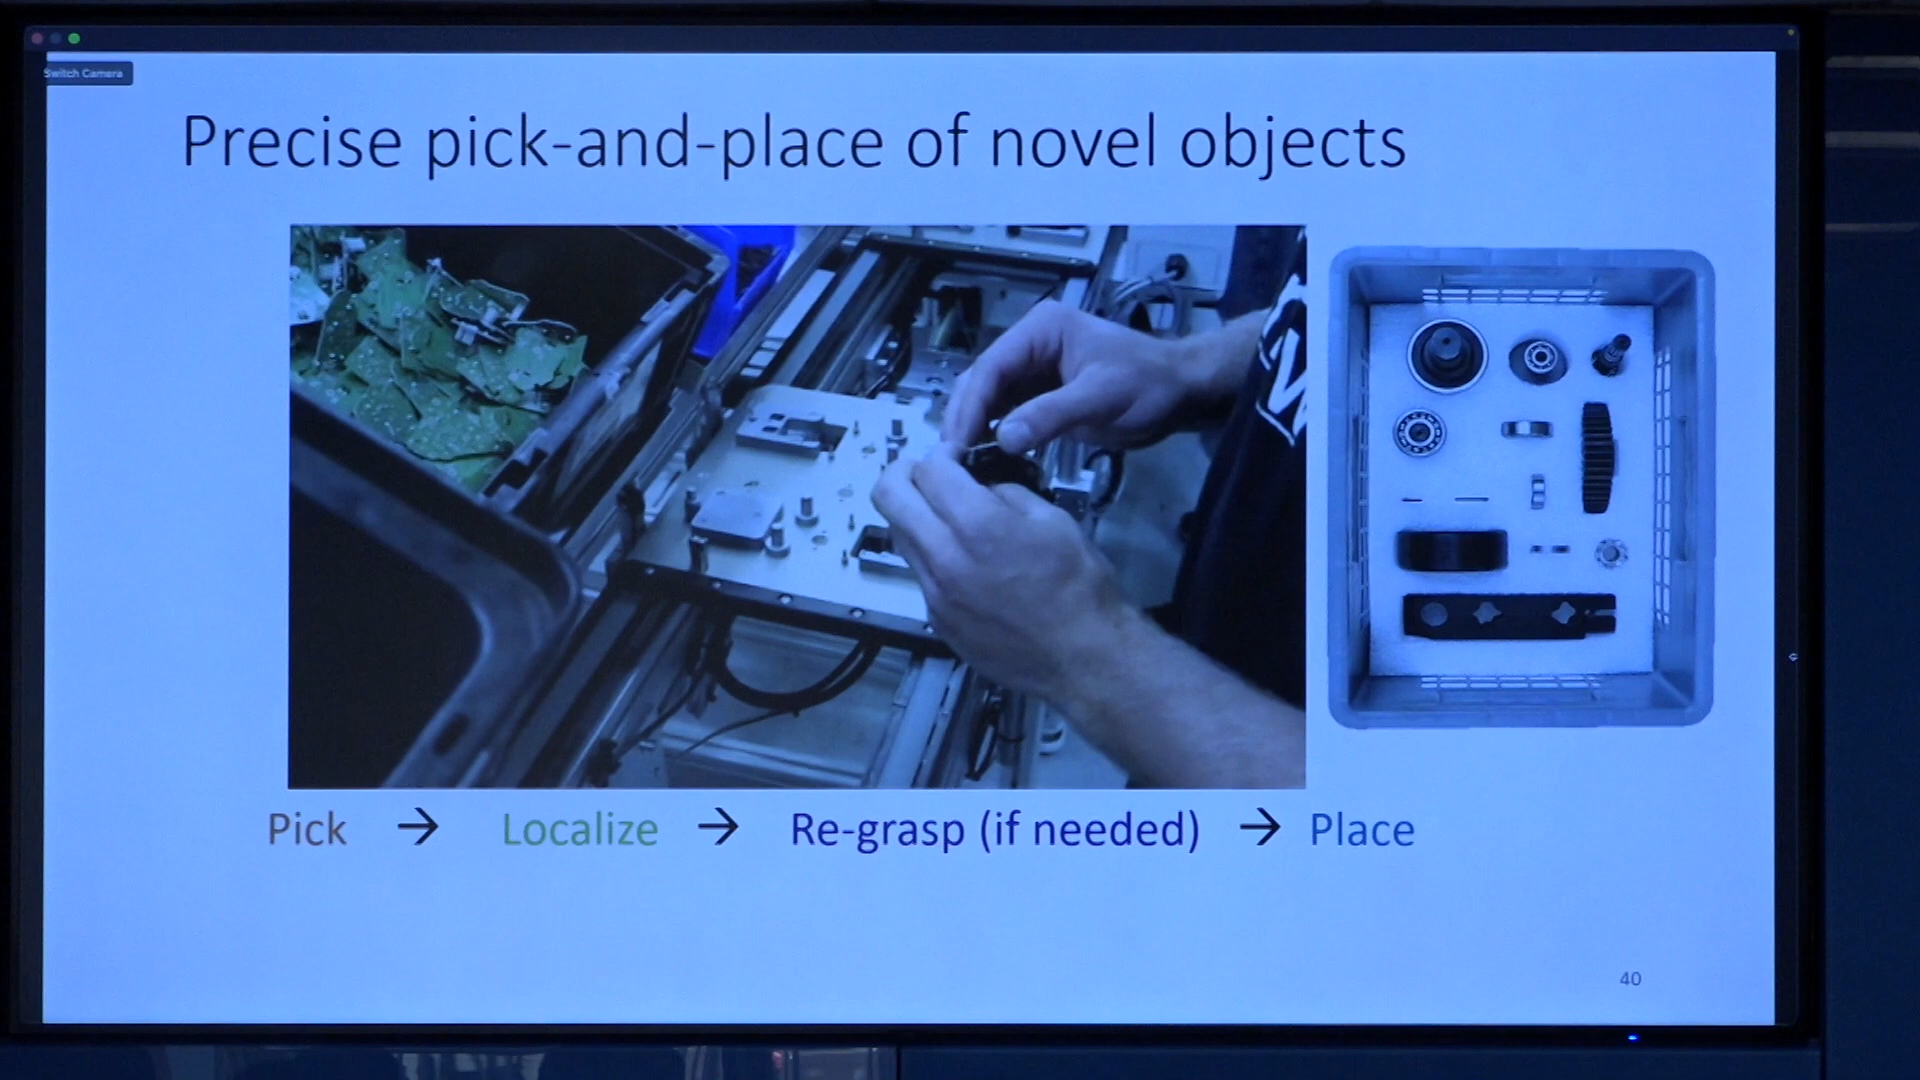 Switch Camera
Precise pick-and-place of novel objects
Pick → Localize → Re-grasp (if needed) → Place
40